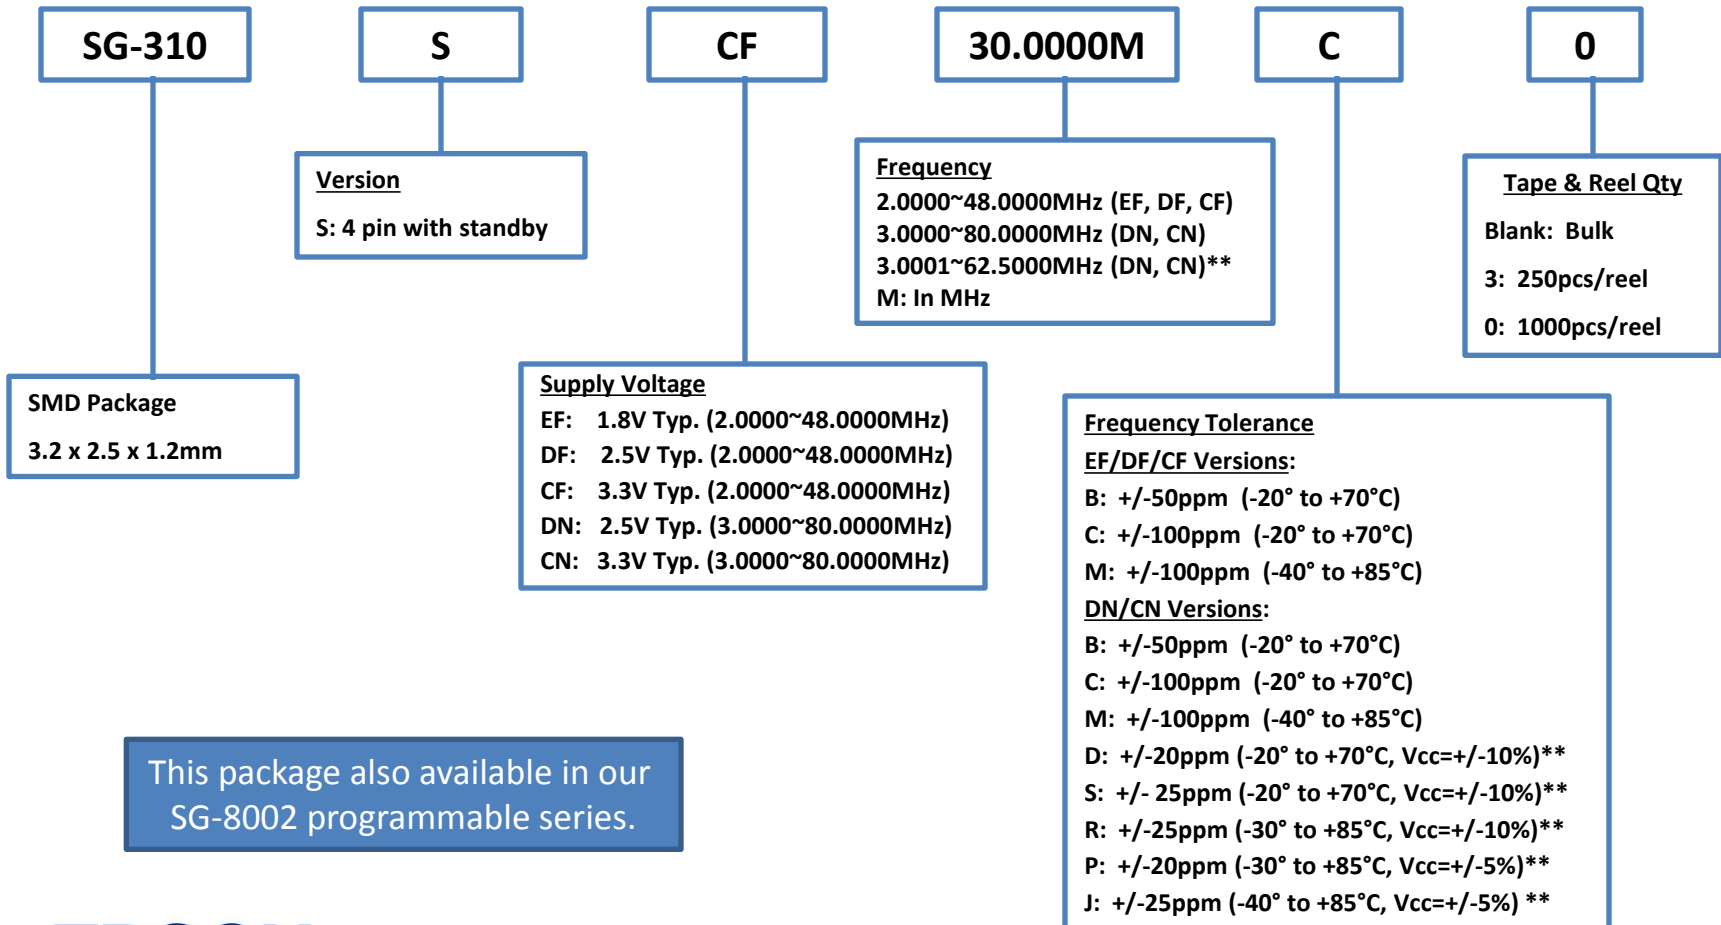 SG-310
S
CF
30.0000M
C
0
Version
S: 4 pin with standby
Frequency
2.0000~48.0000MHz (EF, DF, CF)
3.0000~80.0000MHz (DN, CN)
3.0001~62.5000MHz (DN, CN)**
M: In MHz
Tape & Reel Qty
Blank: Bulk
3: 250pcs/reel
0: 1000pcs/reel
SMD Package
3.2 x 2.5 x 1.2mm
Supply Voltage
EF: 1.8V Typ. (2.0000~48.0000MHz)
DF: 2.5V Typ. (2.0000~48.0000MHz)
CF: 3.3V Typ. (2.0000~48.0000MHz)
DN: 2.5V Typ. (3.0000~80.0000MHz)
CN: 3.3V Typ. (3.0000~80.0000MHz)
Frequency Tolerance
EF/DF/CF Versions:
B: +/-50ppm (-20° to +70°C)
C: +/-100ppm (-20° to +70°C)
M: +/-100ppm (-40° to +85°C)
DN/CN Versions:
B: +/-50ppm (-20° to +70°C)
C: +/-100ppm (-20° to +70°C)
M: +/-100ppm (-40° to +85°C)
D: +/-20ppm (-20° to +70°C, Vcc=+/-10%)**
S: +/- 25ppm (-20° to +70°C, Vcc=+/-10%)**
R: +/-25ppm (-30° to +85°C, Vcc=+/-10%)**
P: +/-20ppm (-30° to +85°C, Vcc=+/-5%)**
J: +/-25ppm (-40° to +85°C, Vcc=+/-5%) **
This package also available in our
SG-8002 programmable series.